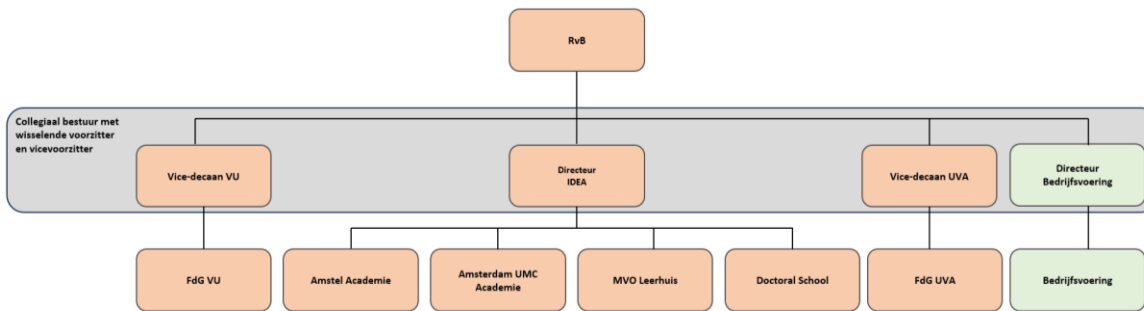 RvB
Collegiaal bestuur met
wisselende voorzitter
en vicevoorzitter
Vice-decaan VU
Directeur
IDEA
Vice-decaan UVA
Directeur
Bedrijfsvoering
FdG VU
Amstel Academie
Amsterdam UMC
Academie
MVO Leerhuis
Doctoral School
FdG UVA
Bedrijfsvoering